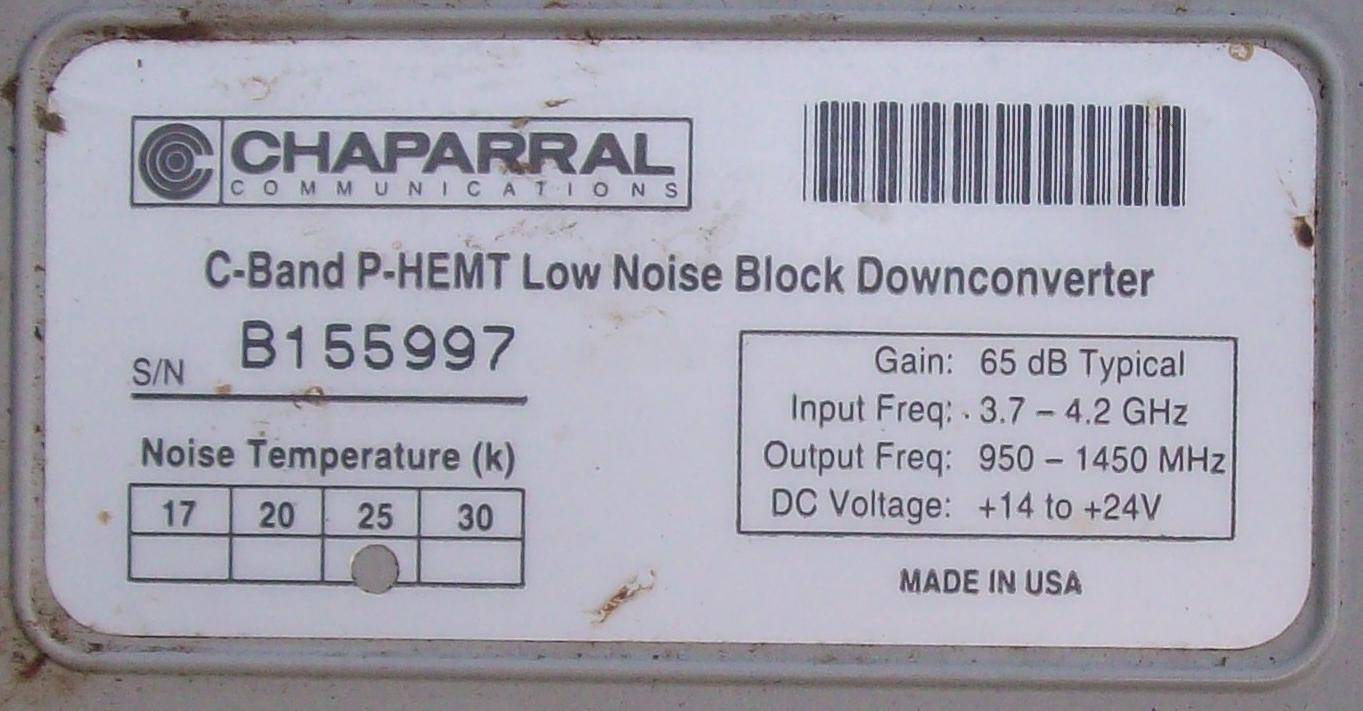 CHAPARRAL
COMMUNICATIONS
C-Band P-HEMT Low Noise Block Downconverter
S/N B155997
Noise Temperature (k)
17 20 25 30
Gain: 65 dB Typical
Input Freq: 3.7 – 4.2 GHz
Output Freq: 950 – 1450 MHz
DC Voltage: +14 to +24V
MADE IN USA